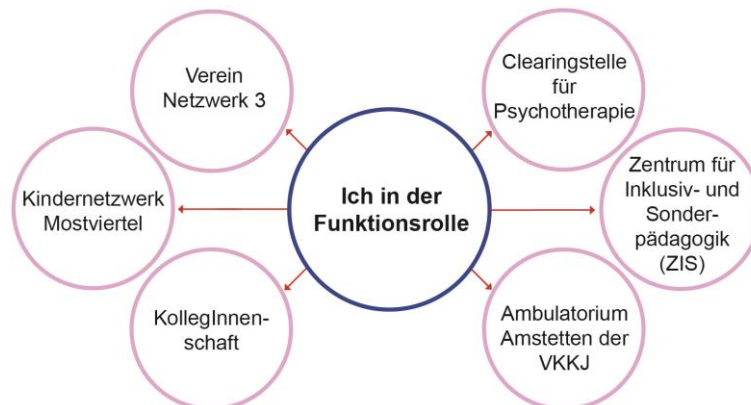 Verein
Netzwerk 3
Clearingstelle
für
Psychotherapie
Kindernetzwerk
Mostviertel
Ich in der
Funktionsrolle
Zentrum für
Inklusiv- und
Sonder-
pädagogik
(ZIS)
KollegInnen-
schaft
Ambulatorium
Amstetten der
VKKJ